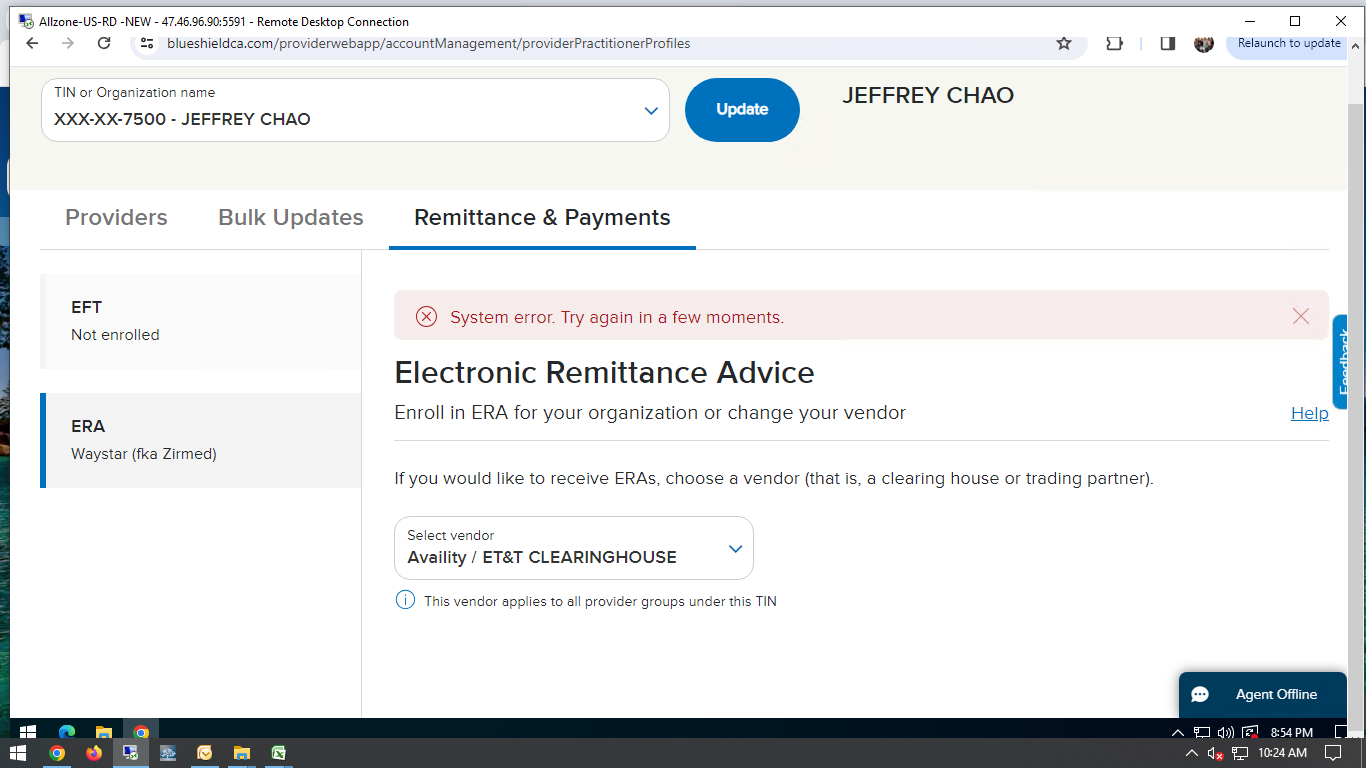 Allzone-US-RD -NEW - 47.46.96.90:5591 - Remote Desktop Connection
blueshieldca.com/providerwebapp/accountManagement/providerPractitionerProfiles
Relaunch to update
TIN or Organization name
XXX-XX-7500 - JEFFREY CHAO
Update
JEFFREY CHAO
Providers
Bulk Updates
Remittance & Payments
EFT
Not enrolled
ERA
Waystar (fka Zirmed)
System error. Try again in a few moments.
Electronic Remittance Advice
Enroll in ERA for your organization or change your vendor
Help
Feedback
If you would like to receive ERAs, choose a vendor (that is, a clearing house or trading partner).
Select vendor
Availity / ET&T CLEARINGHOUSE
This vendor applies to all provider groups under this TIN
Agent Offline
8:54 PM
10:24 AM